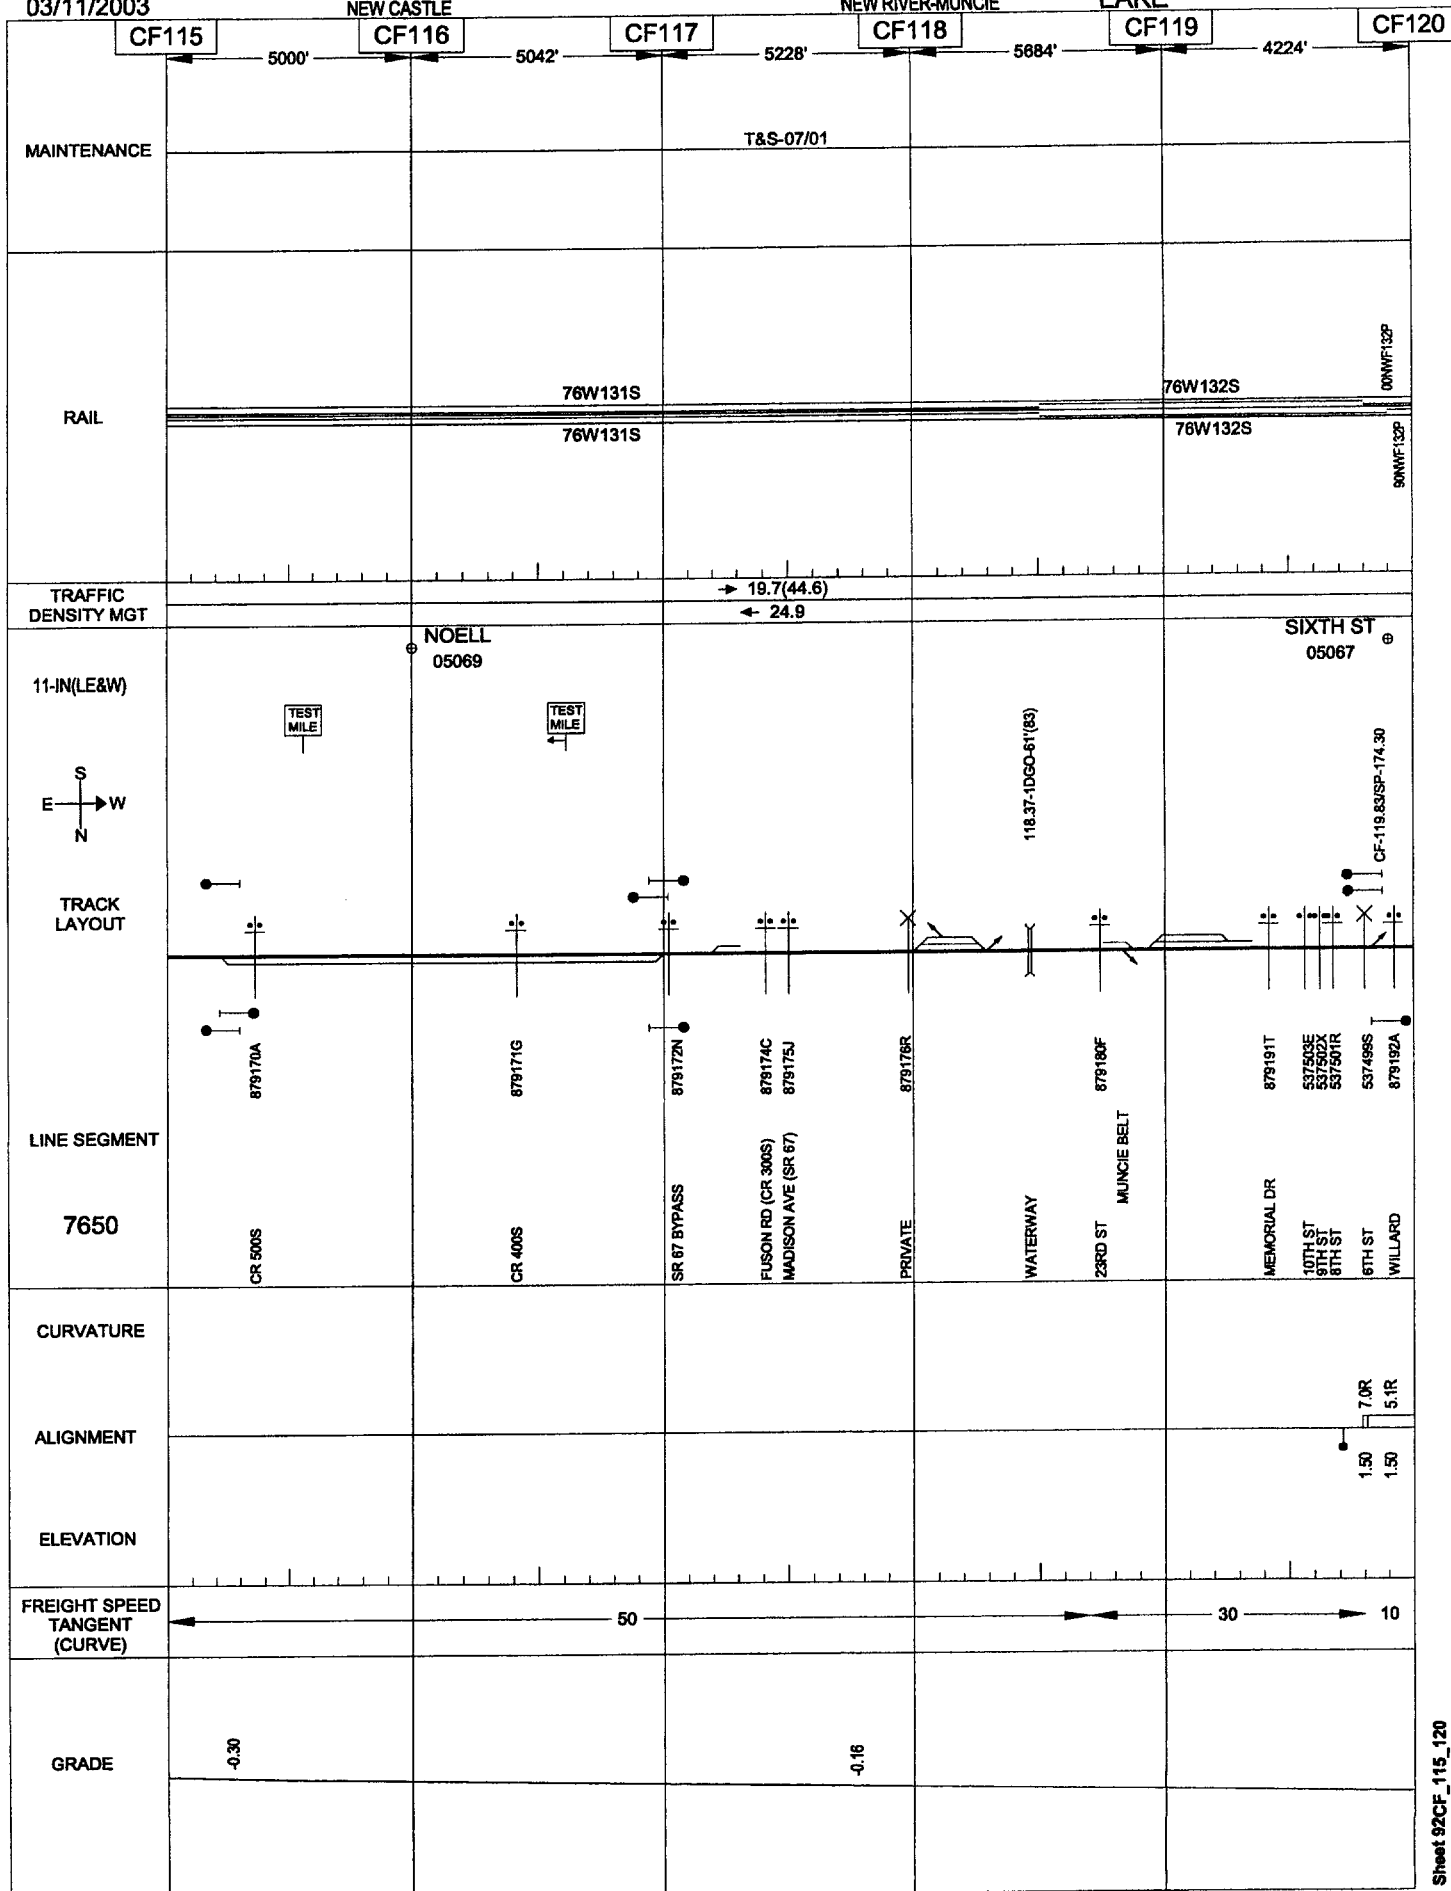 03/11/2003
NEW CASTLE
NEW RIVER-MUNCIE
LAKE
CF115
CF116
CF117
CF118
CF119
CF120
5000'
5042'
5228'
5684'
4224'
MAINTENANCE
T&S-07/01
RAIL
76W131S
76W131S
76W132S
76W132S
00NWF132P
90NWF132P
TRAFFIC
DENSITY MGT
19.7(44.6)
24.9
NOELL
05069
SIXTH ST
05067
11-IN(LE&W)
TEST
MILE
TEST
MILE
118.37-1DGO-61'(83)
CF-119.83/SP-174.30
S
E W
N
TRACK
LAYOUT
879170A
879171G
879172N
879174C
879175J
879176R
879180F
879191T
537503E
537502X
537501R
537499S
879192A
LINE SEGMENT
7650
CR 500S
CR 400S
SR 67 BYPASS
FUSON RD (CR 300S)
MADISON AVE (SR 67)
PRIVATE
WATERWAY
23RD ST
MUNCIE BELT
MEMORIAL DR
10TH ST
9TH ST
8TH ST
6TH ST
WILLARD
CURVATURE
7.0R
5.1R
ALIGNMENT
1.50
1.50
ELEVATION
FREIGHT SPEED
TANGENT
(CURVE)
50
30
10
GRADE
-0.30
-0.16
Sheet 92CF_115_120